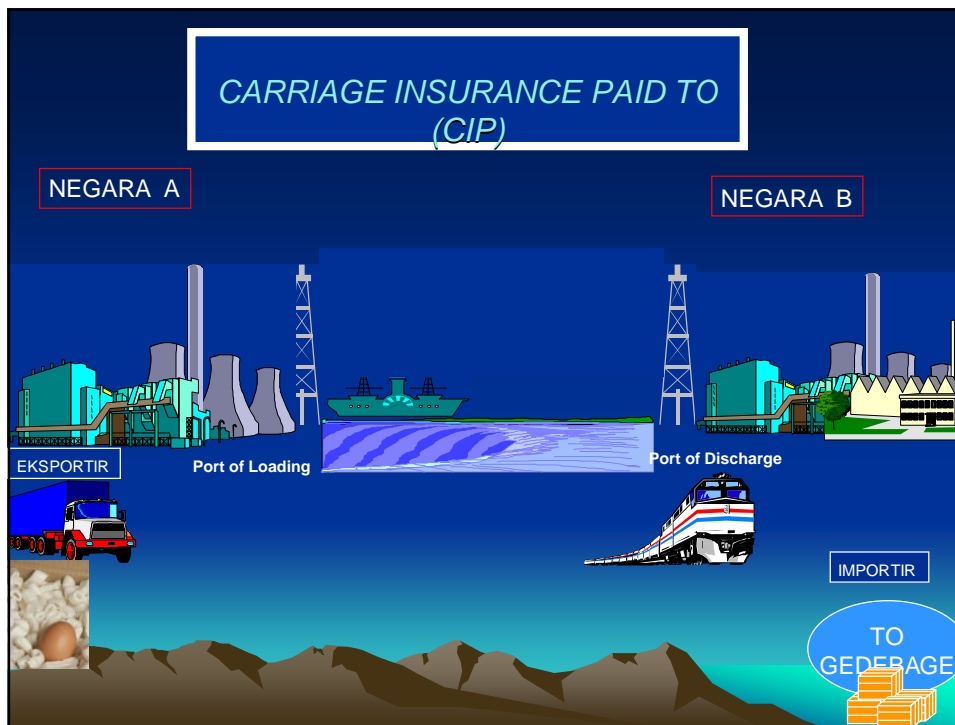 CARRIAGE INSURANCE PAID TO
(CIP)
NEGARA A
NEGARA B
EKSPORTIR
Port of Loading
Port of Discharge
IMPORTIR
TO
GEDEBAGE